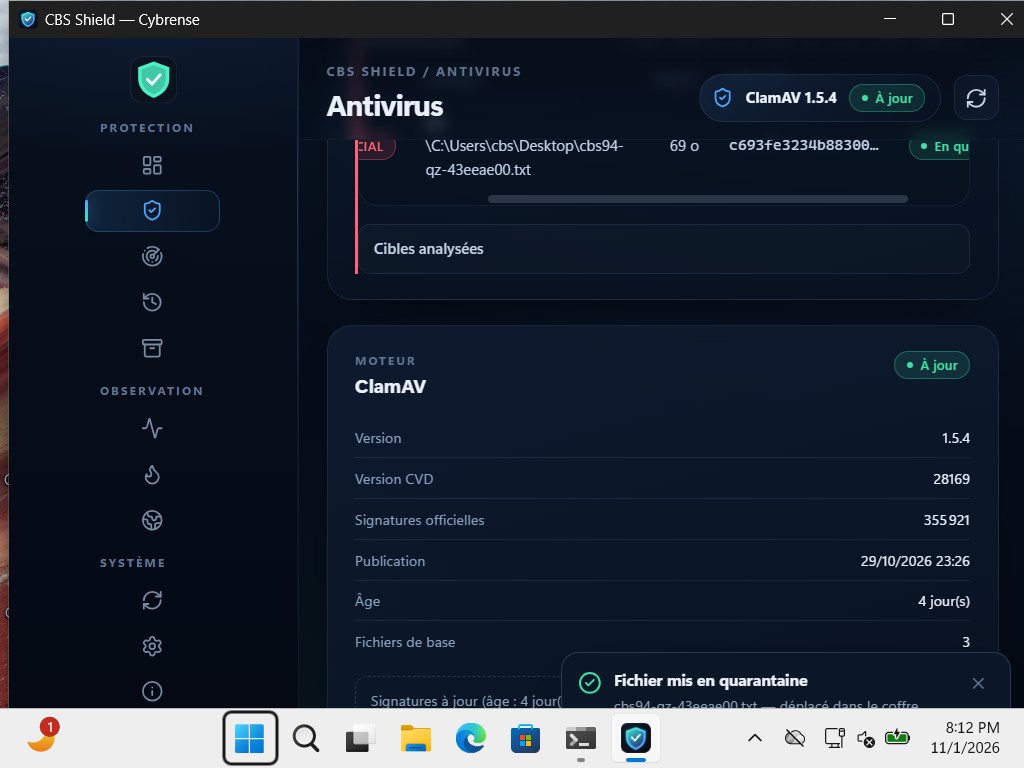 CBS Shield — Cybrense
CBS SHIELD / ANTIVIRUS
Antivirus
ClamAV 1.5.4
À jour
PROTECTION
\C:\Users\cbs\Desktop\cbs94-
qz-43eeae00.txt
69 o
c693fe3234b88300…
En qu
Cibles analysées
OBSERVATION
SYSTÈME
MOTEUR
ClamAV
À jour
Version 1.5.4
Version CVD 28169
Signatures officielles 355 921
Publication 29/10/2026 23:26
Âge 4 jour(s)
Fichiers de base 3
Signatures à jour (âge : 4 jour(
Fichier mis en quarantaine
cbs94-qz-43eeae00.txt — déplacé dans le coffre
1
8:12 PM
11/1/2026